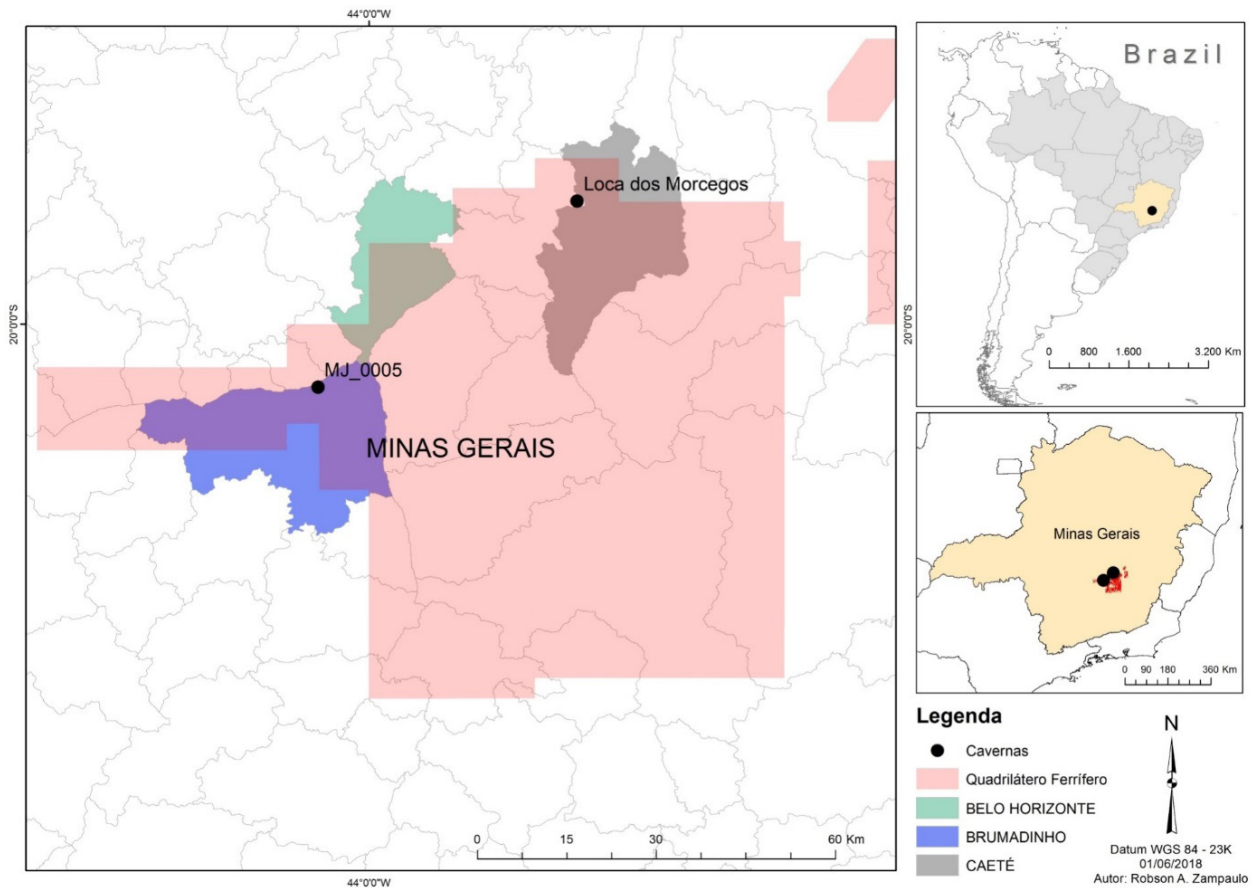 44°0'0"W
Loca dos Morcegos
20°0'0"S
20°0'0"S
MJ_0005
MINAS GERAIS
0 15 30 60 Km
44°0'0"W
Brazil
0 800 1.600 3.200 Km
Minas Gerais
0 90 180 360 Km
Legenda
Cavernas
Quadrilátero Ferrífero
BELO HORIZONTE
BRUMADINHO
CAETÉ
N
Datum WGS 84 - 23K
01/06/2018
Autor: Robson A. Zampaulo